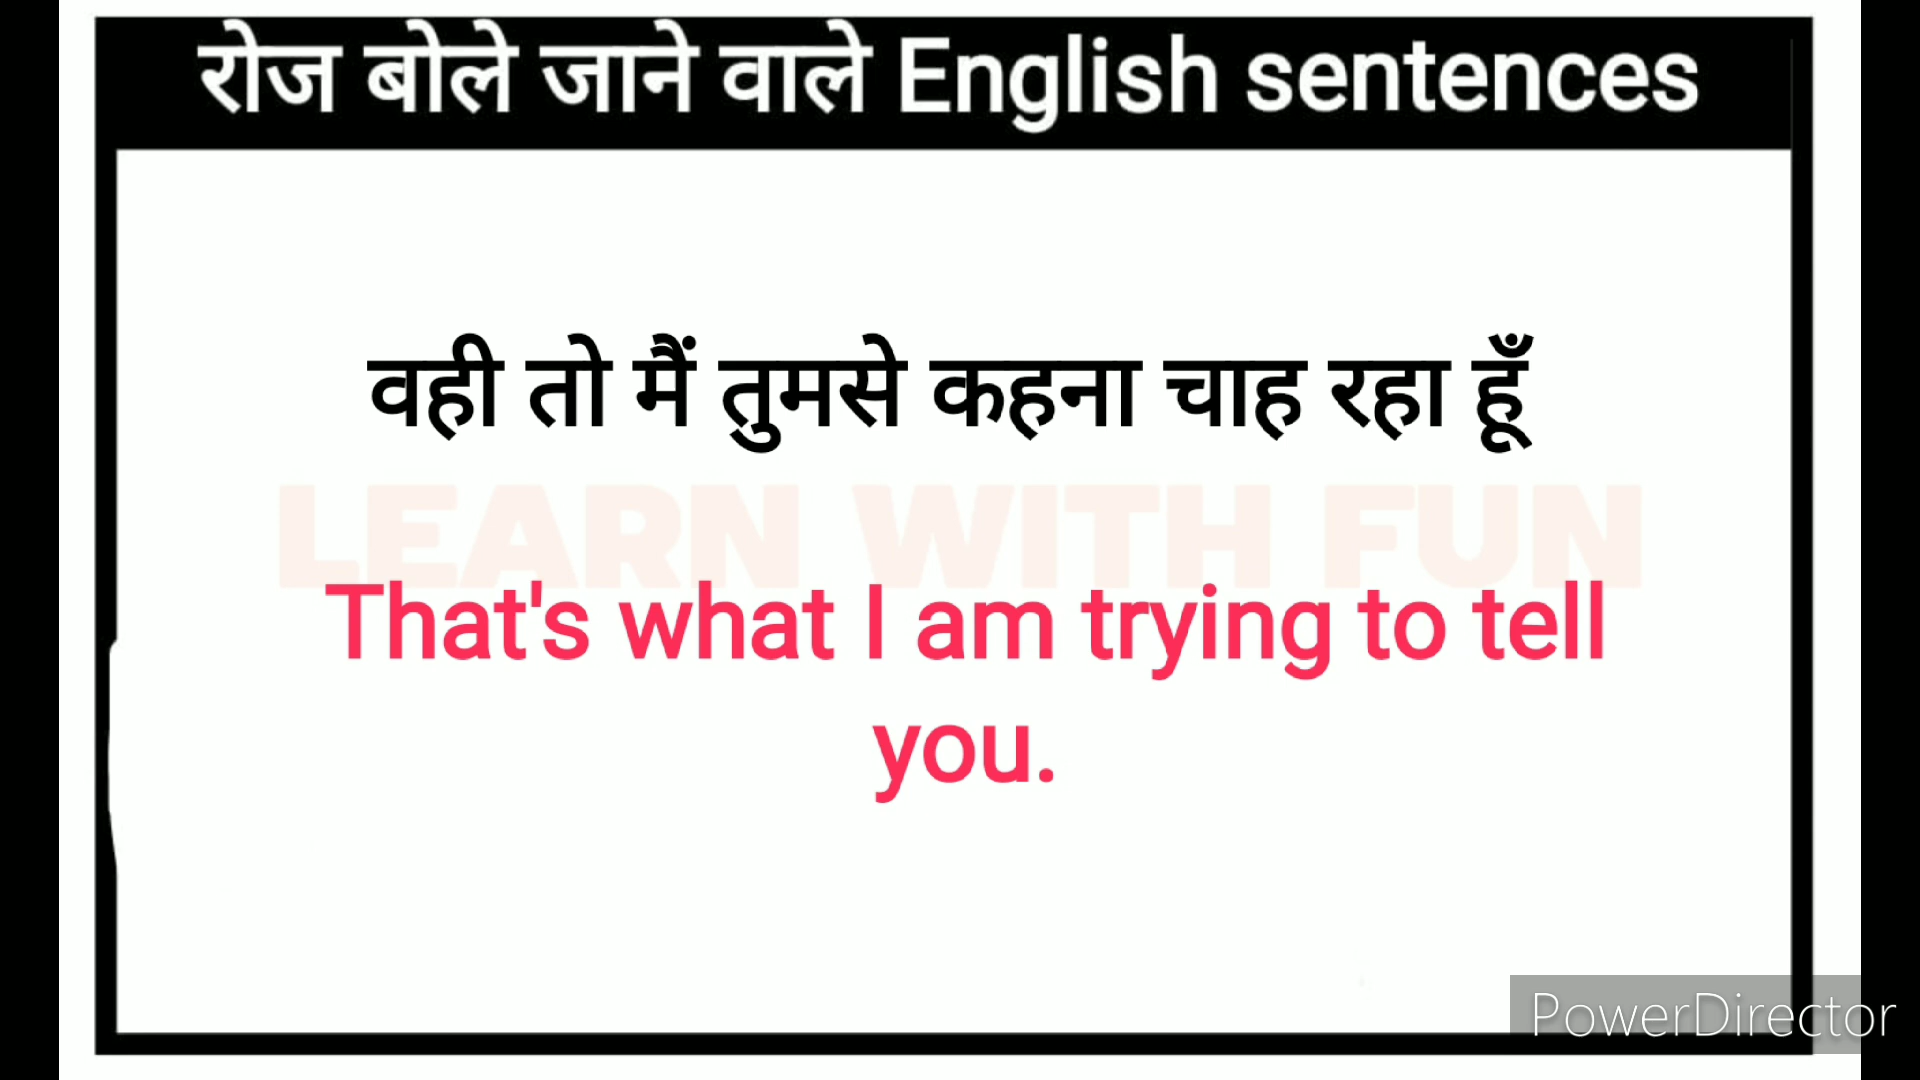 रोज बोले जाने वाले English sentences
वही तो मैं तुमसे कहना चाह रहा हूँ
LEARN WITH FUN
That's what I am trying to tell
you.
PowerDirector